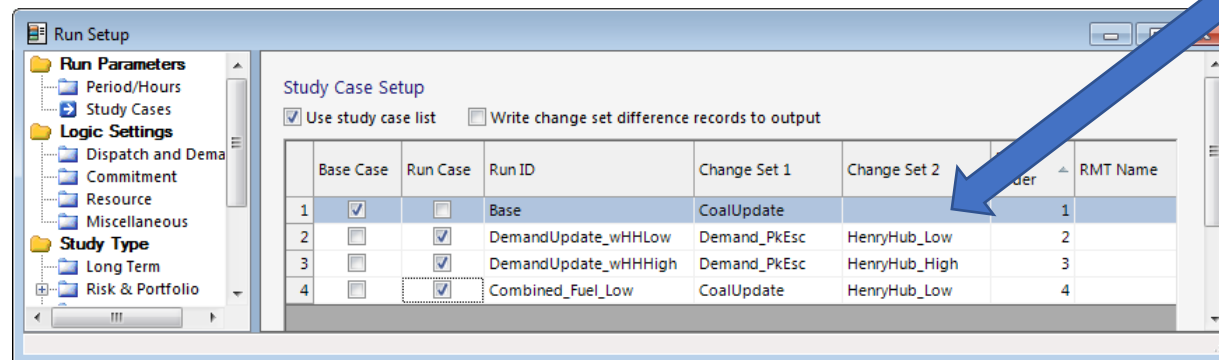 Run Setup
Run Parameters
Period/Hours
Study Cases
Logic Settings
Dispatch and Dema
Commitment
Resource
Miscellaneous
Study Type
Long Term
Risk & Portfolio
Study Case Setup
Use study case list Write change set difference records to output
Base Case Run Case Run ID Change Set 1 Change Set 2 RMT Name
1 Base CoalUpdate 1
2 DemandUpdate_wHHLow Demand_PkEsc HenryHub_Low 2
3 DemandUpdate_wHHHigh Demand_PkEsc HenryHub_High 3
4 Combined_Fuel_Low CoalUpdate HenryHub_Low 4